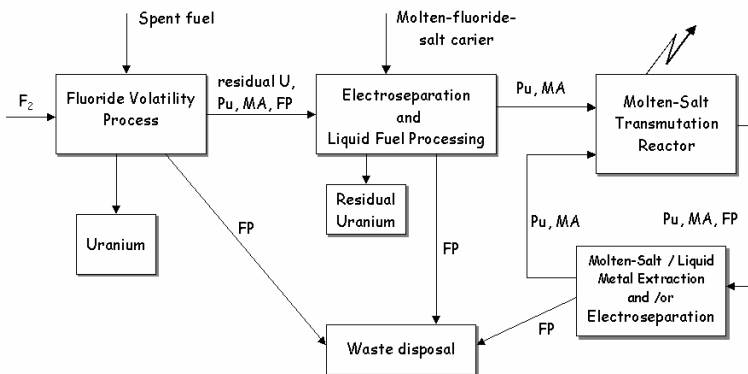 Spent fuel
Molten-fluoride-
salt carier
F2
Fluoride Volatility
Process
residual U,
Pu, MA, FP
Electroseparation
and
Liquid Fuel Processing
Pu, MA
Molten-Salt
Transmutation
Reactor
Uranium
Residual
Uranium
FP
FP
Pu, MA
Pu, MA, FP
Molten-Salt / Liquid
Metal Extraction
and /or
Electroseparation
FP
Waste disposal